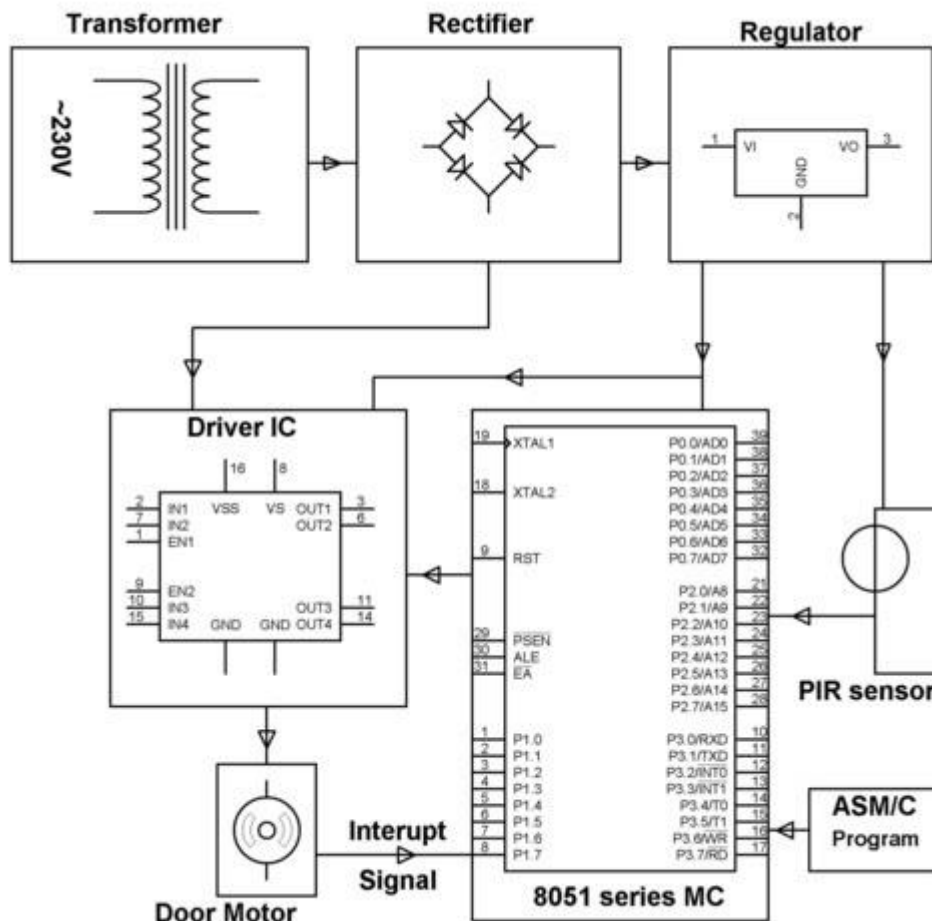 Transformer
Rectifier
Regulator
~230V
1
VI
VO
3
GND
2
Driver IC
16
8
2
IN1
VSS
VS
OUT1
3
7
IN2
OUT2
6
1
EN1
9
EN2
10
IN3
OUT3
11
15
IN4
GND
GND
OUT4
14
19
XTAL1
P0.0/AD0
39
P0.1/AD1
38
18
XTAL2
P0.2/AD2
37
P0.3/AD3
36
P0.4/AD4
35
P0.5/AD5
34
P0.6/AD6
33
9
RST
P0.7/AD7
32
P2.0/A8
21
P2.1/A9
22
P2.2/A10
23
29
PSEN
P2.3/A11
24
30
ALE
P2.4/A12
25
31
EA
P2.5/A13
26
P2.6/A14
27
P2.7/A15
28
1
P1.0
P3.0/RXD
10
2
P1.1
P3.1/TXD
11
3
P1.2
P3.2/INT0
12
4
P1.3
P3.3/INT1
13
5
P1.4
P3.4/T0
14
6
P1.5
P3.5/T1
15
7
P1.6
P3.6/WR
16
8
P1.7
P3.7/RD
17
8051 series MC
PIR sensor
ASM/C
Program
Interupt
Signal
Door Motor